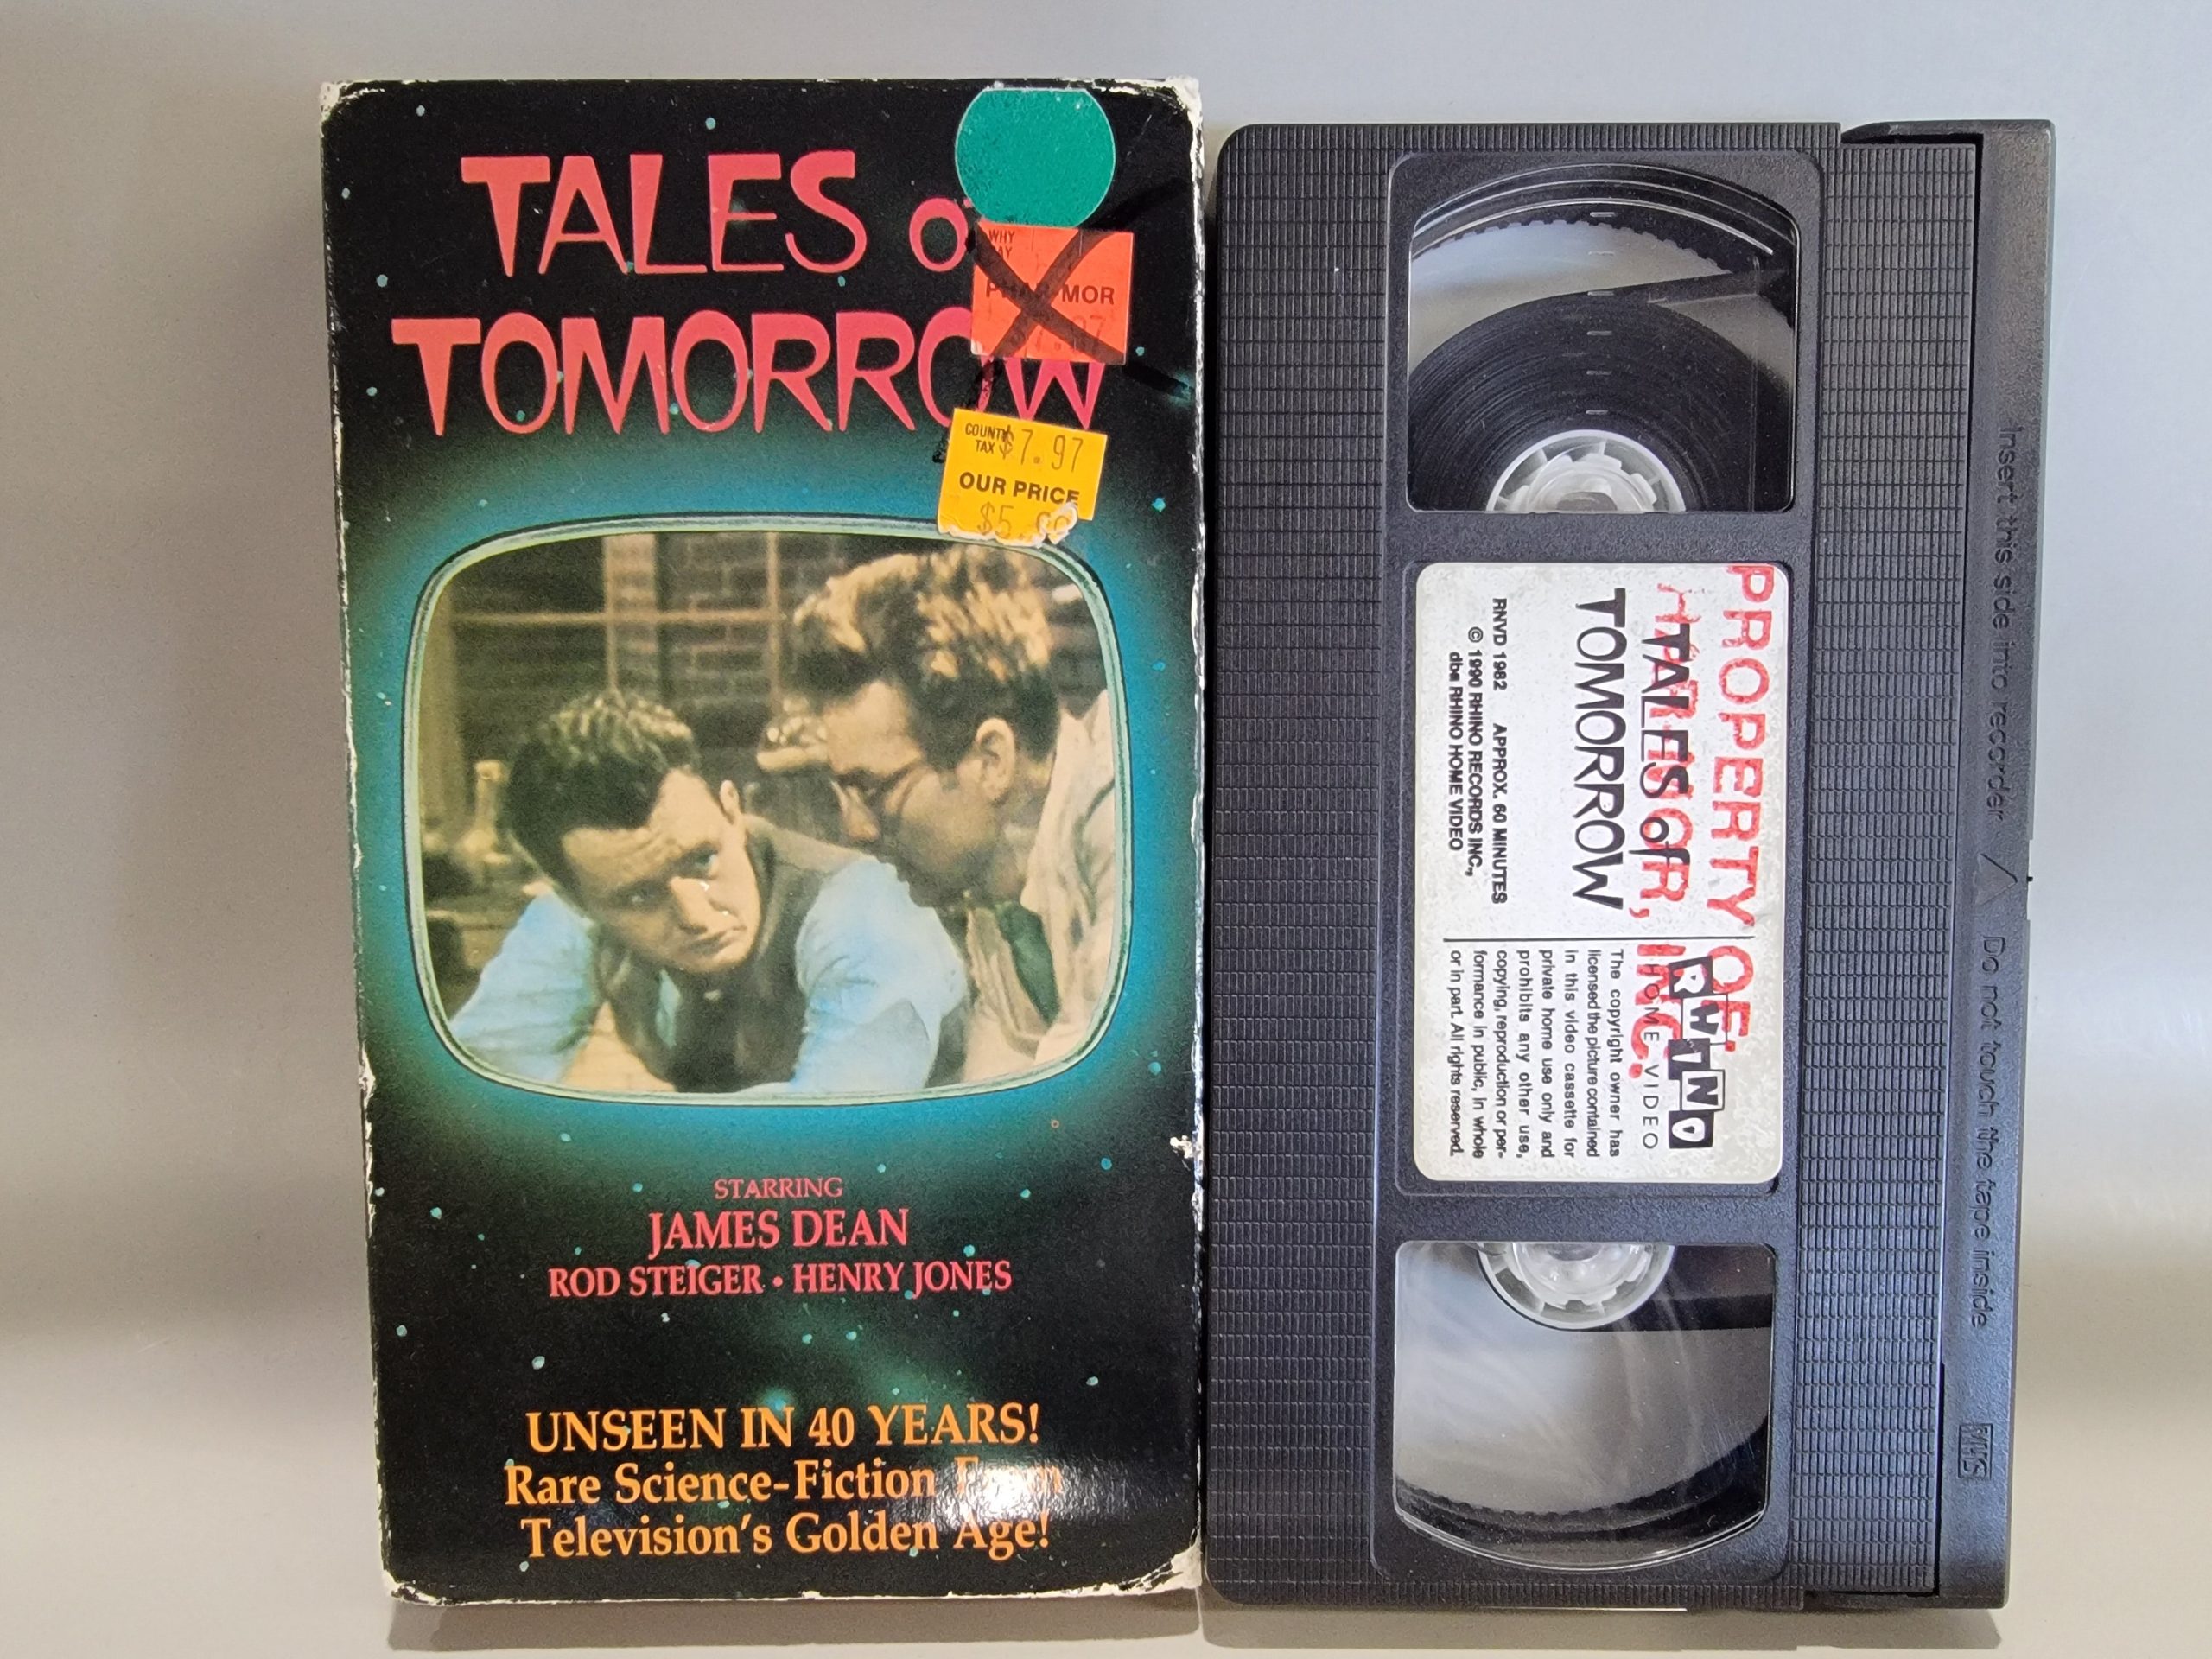 TALES of
TOMORROW
WHY
PAY
PHAR-MOR
COUNTY
TAX $7.97
OUR PRICE
STARRING
JAMES DEAN
ROD STEIGER • HENRY JONES
UNSEEN IN 40 YEARS!
Rare Science-Fiction From
Television's Golden Age!
PROPERTY OF
PHARMOR, INC.
TALES of
TOMORROW
RNVD 1982 APPROX. 60 MINUTES
© 1990 RHINO RECORDS INC.,
dba RHINO HOME VIDEO
RHINO
HOME VIDEO
The copyright owner has
licensed the picture contained
in this video cassette for
private home use only and
prohibits any other use,
copying, reproduction or per-
formance in public, in whole
or in part. All rights reserved.
Insert this side into recorder △ Do not touch the tape inside
VHS